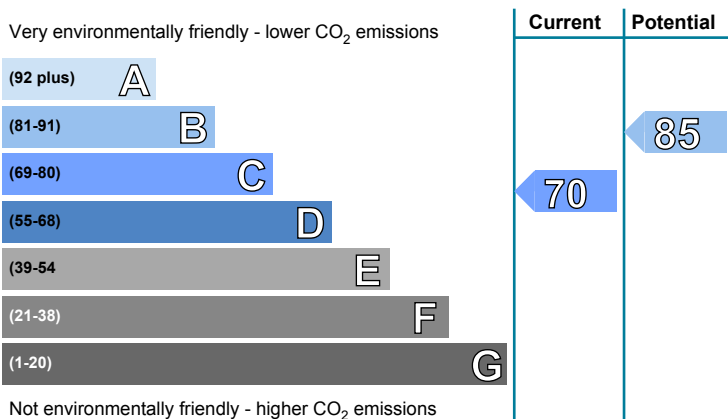 Current Potential
Very environmentally friendly - lower CO2 emissions
(92 plus) A
(81-91) B
85
(69-80) C
70
(55-68) D
(39-54 E
(21-38) F
(1-20) G
Not environmentally friendly - higher CO2 emissions